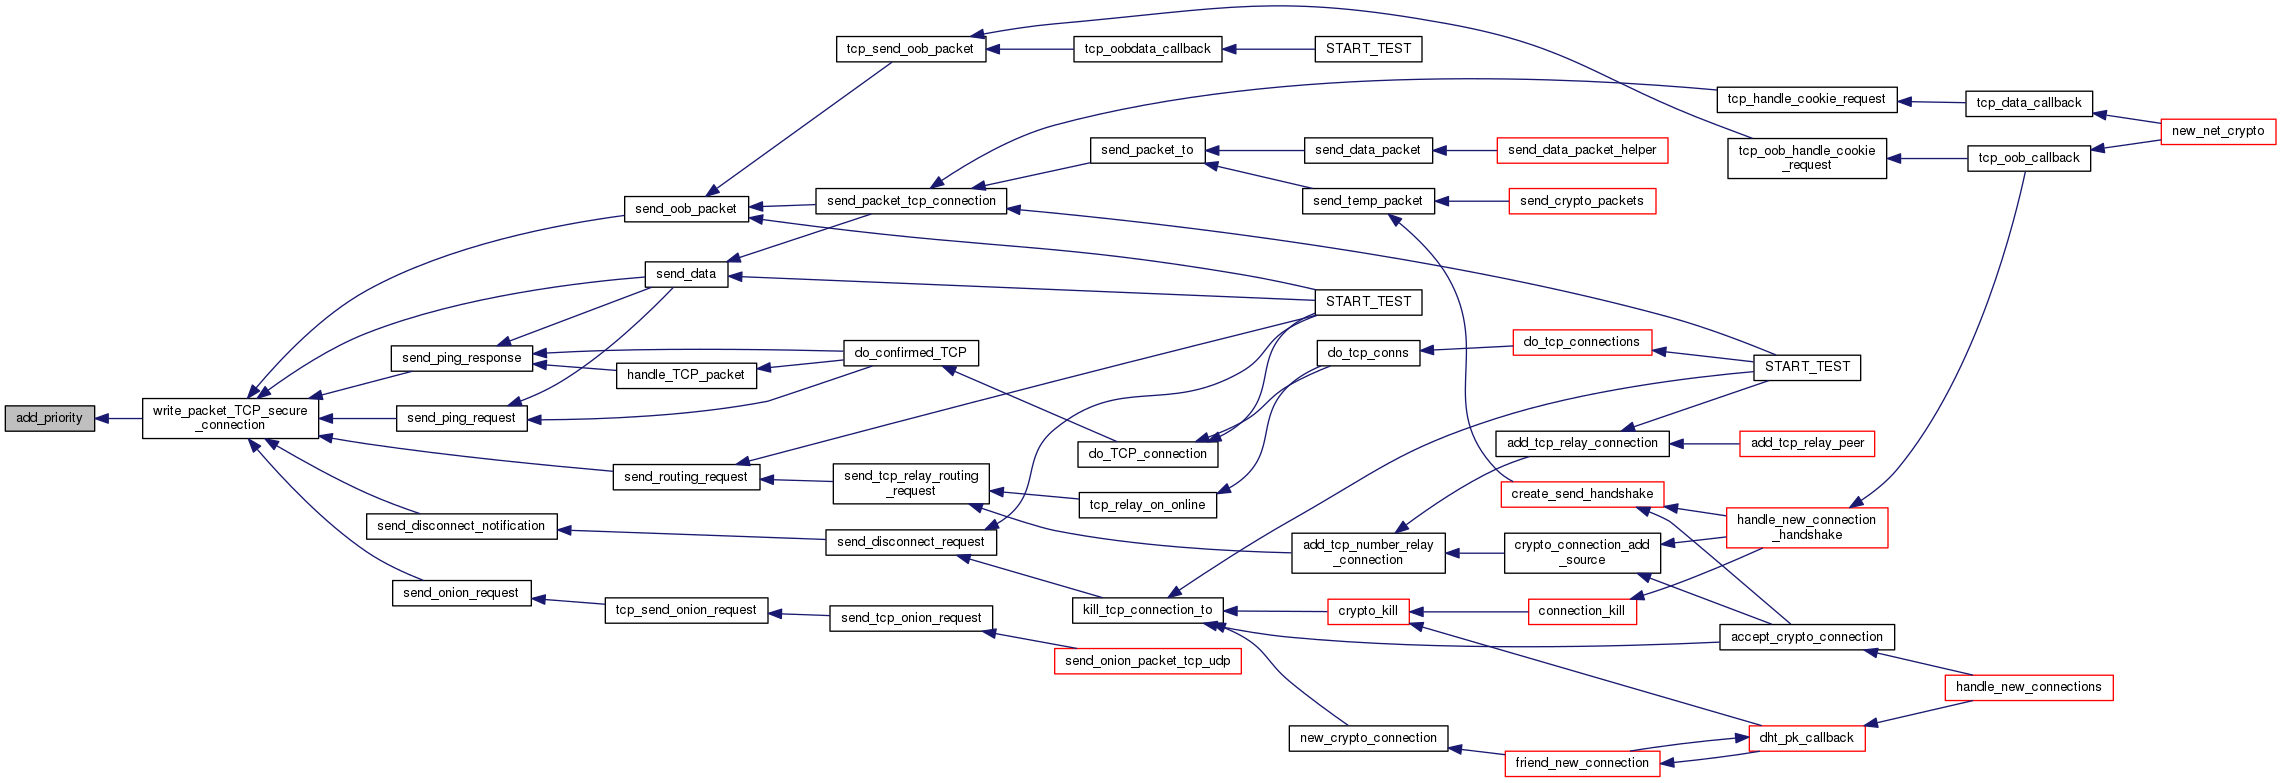 add_priority
write_packet_TCP_secure
_connection
send_oob_packet
send_data
send_ping_response
send_ping_request
send_routing_request
send_disconnect_notification
send_onion_request
tcp_send_oob_packet
send_packet_tcp_connection
do_confirmed_TCP
handle_TCP_packet
send_tcp_relay_routing
_request
send_disconnect_request
tcp_send_onion_request
send_tcp_onion_request
tcp_oobdata_callback
send_packet_to
do_TCP_connection
tcp_relay_on_online
kill_tcp_connection_to
send_onion_packet_tcp_udp
START_TEST
send_data_packet
send_temp_packet
START_TEST
do_tcp_conns
add_tcp_number_relay
_connection
crypto_kill
new_crypto_connection
send_data_packet_helper
send_crypto_packets
do_tcp_connections
add_tcp_relay_connection
create_send_handshake
crypto_connection_add
_source
connection_kill
friend_new_connection
tcp_handle_cookie_request
tcp_oob_handle_cookie
_request
START_TEST
add_tcp_relay_peer
handle_new_connection
_handshake
accept_crypto_connection
dht_pk_callback
tcp_data_callback
tcp_oob_callback
handle_new_connections
new_net_crypto